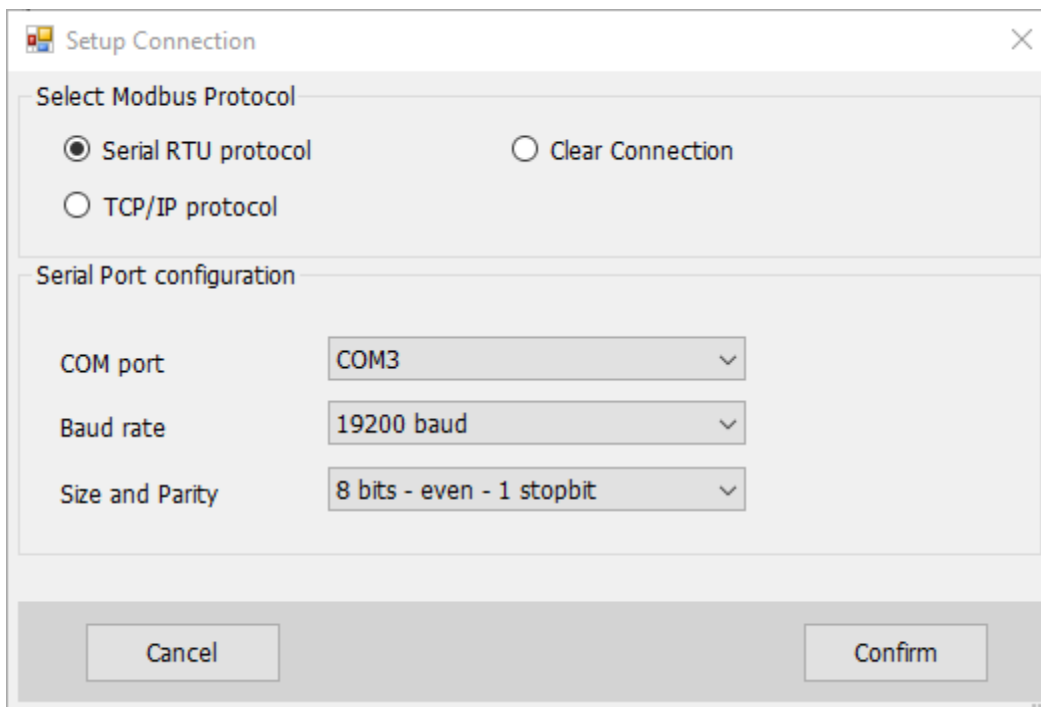 Setup Connection
Select Modbus Protocol
Serial RTU protocol
Clear Connection
TCP/IP protocol
Serial Port configuration
COM port
COM3
Baud rate
19200 baud
Size and Parity
8 bits - even - 1 stopbit
Cancel
Confirm